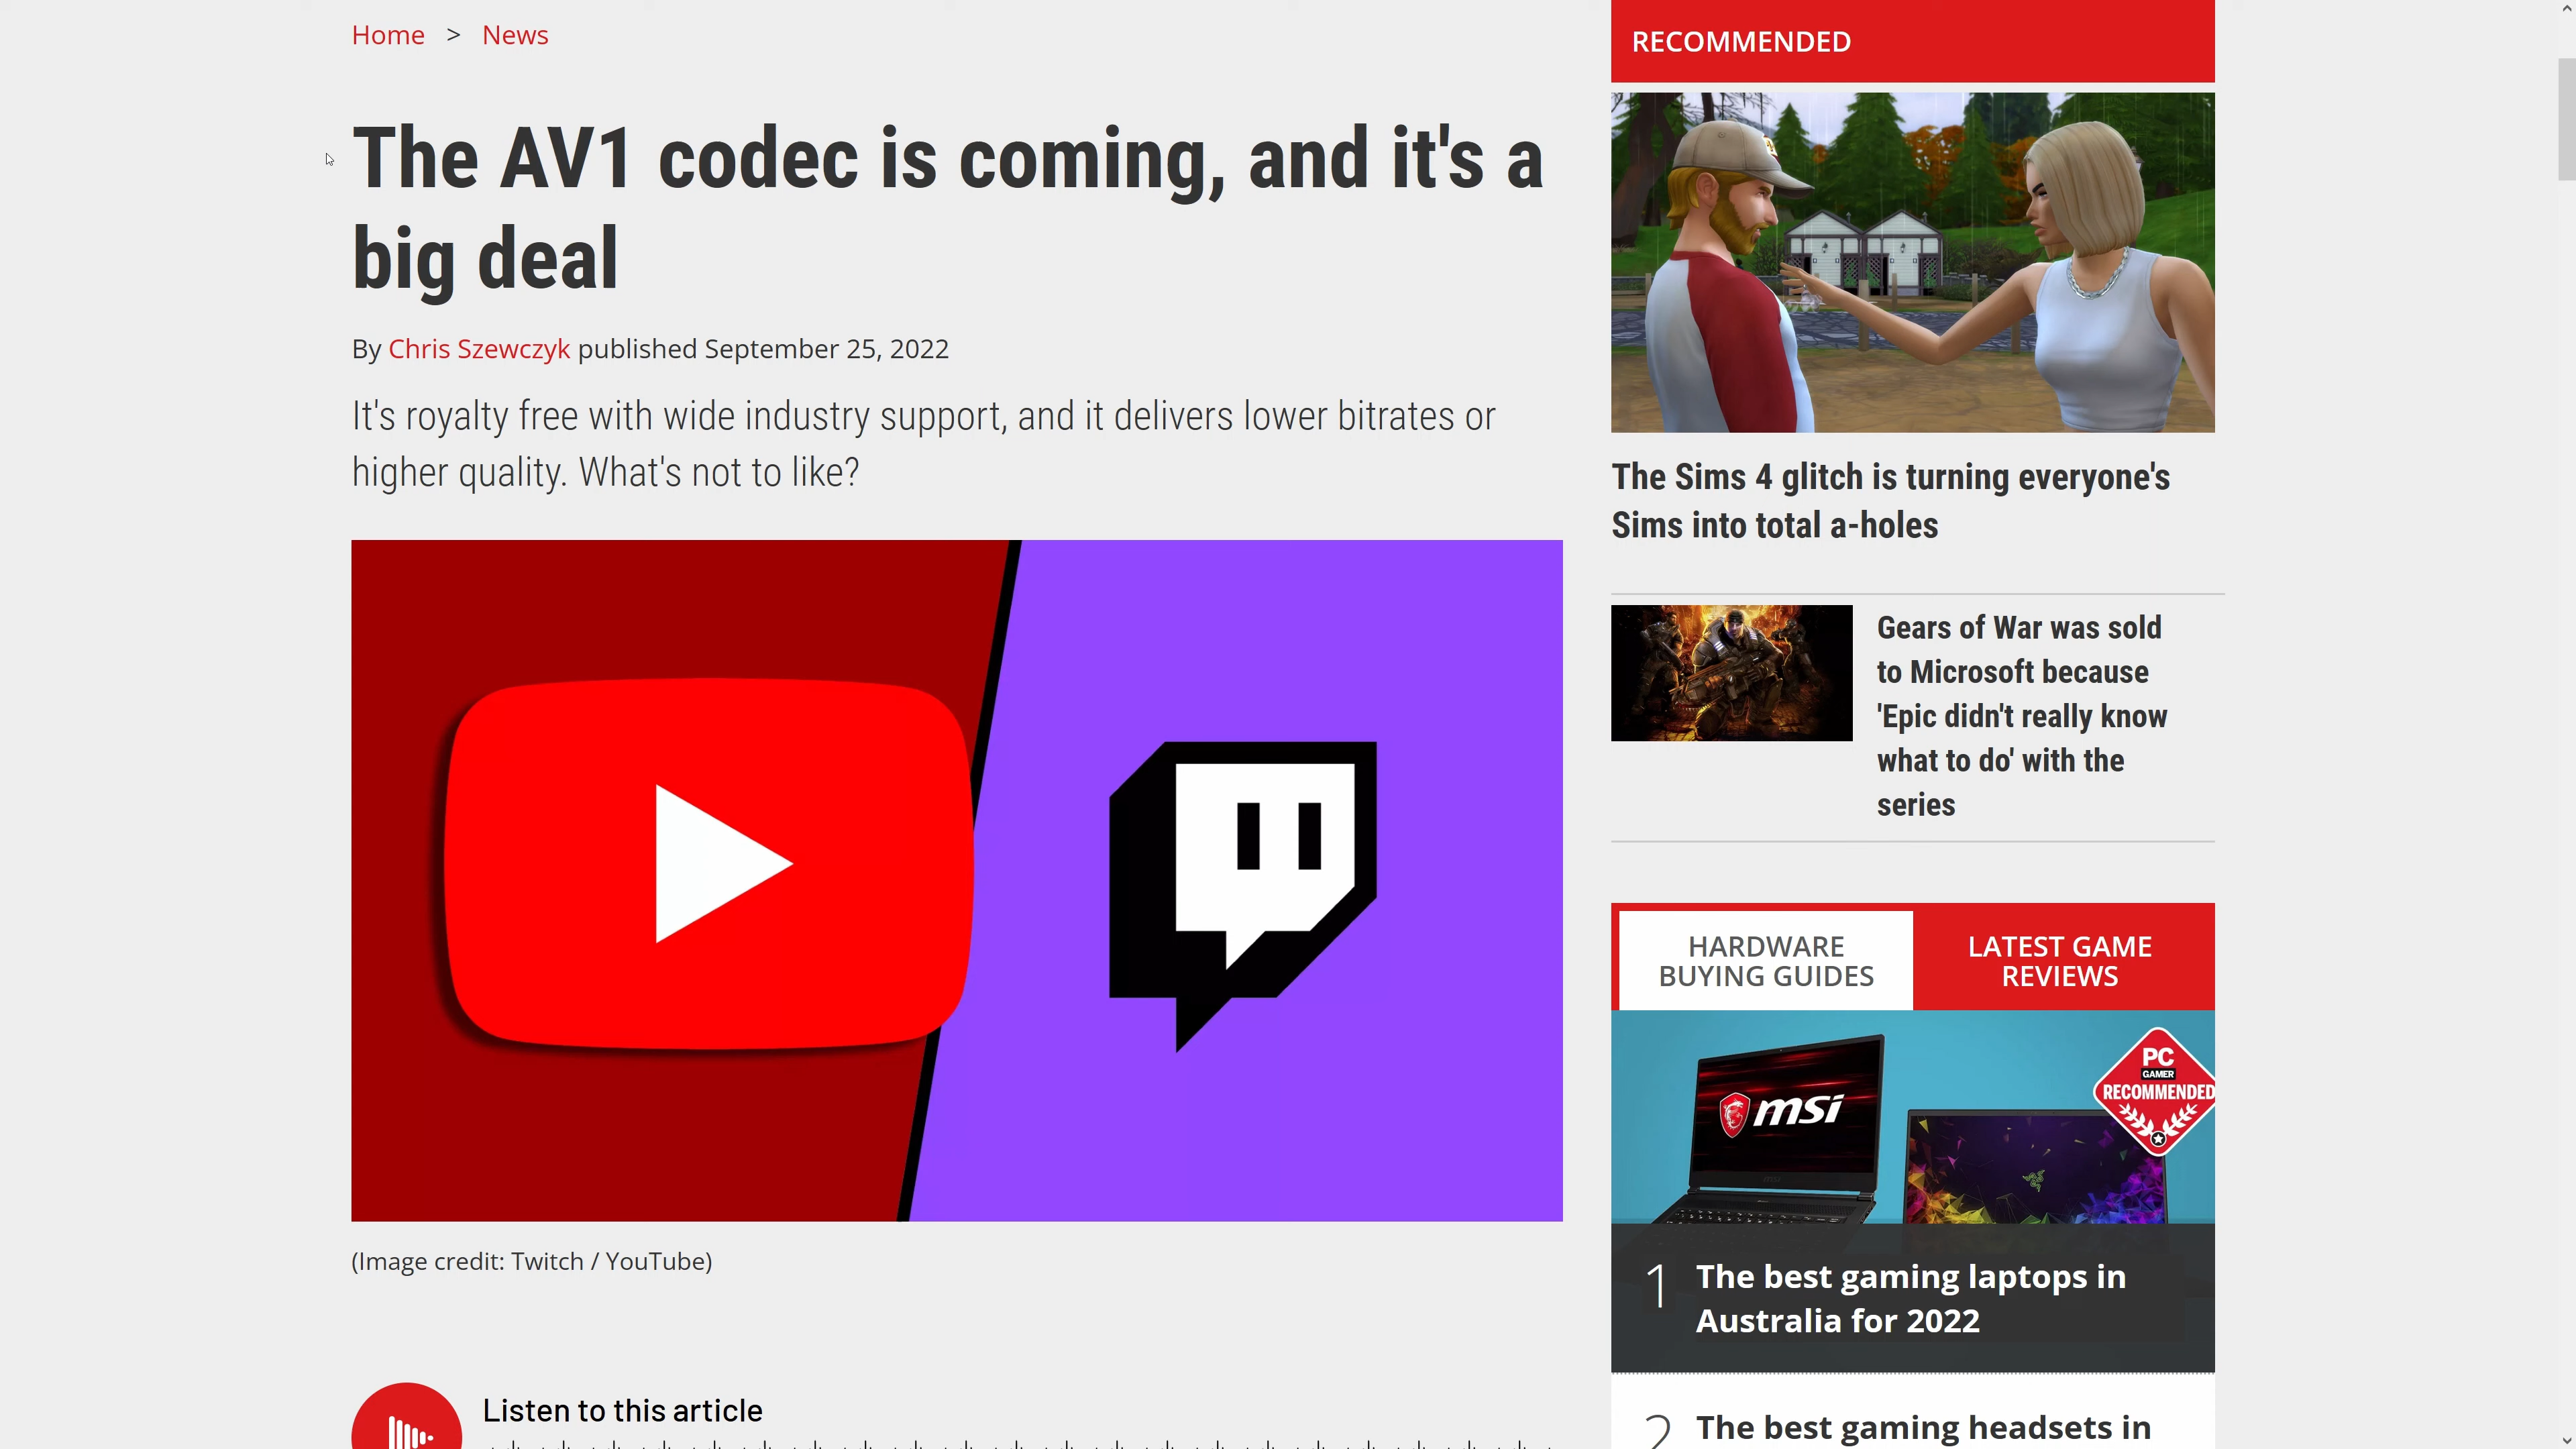 Home > News
The AV1 codec is coming, and it's a
big deal
By Chris Szewczyk published September 25, 2022
It's royalty free with wide industry support, and it delivers lower bitrates or
higher quality. What's not to like?
(Image credit: Twitch / YouTube)
Listen to this article
RECOMMENDED
The Sims 4 glitch is turning everyone's
Sims into total a-holes
Gears of War was sold
to Microsoft because
'Epic didn't really know
what to do' with the
series
HARDWARE
BUYING GUIDES
LATEST GAME
REVIEWS
msi
PC
GAMER
RECOMMENDED
1 The best gaming laptops in
Australia for 2022
2 The best gaming headsets in